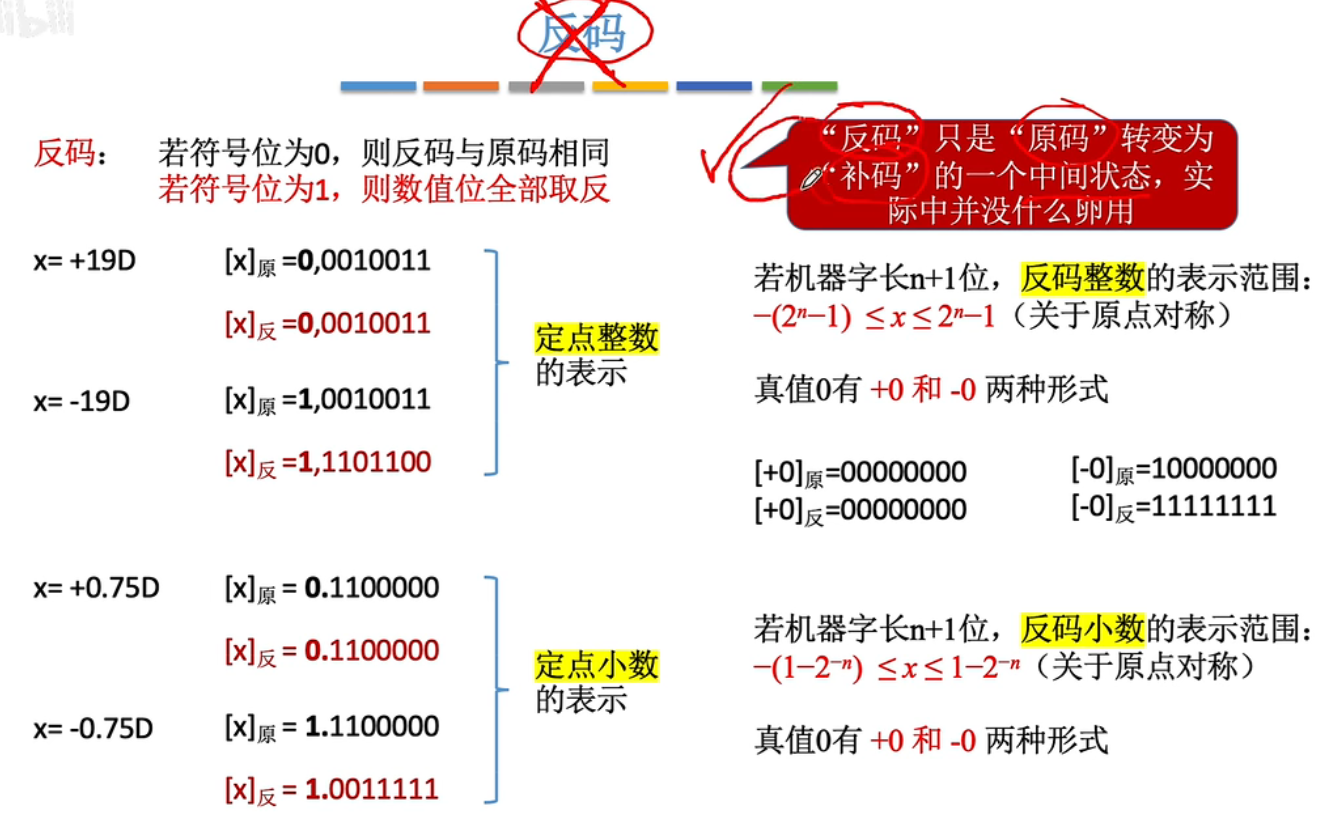 反码
反码： 若符号位为0，则反码与原码相同
若符号位为1，则数值位全部取反
“反码”只是“原码”转变为
“补码”的一个中间状态，实
际中并没什么卵用
x= +19D [x]原=0,0010011
[x]反=0,0010011
x= -19D [x]原=1,0010011
[x]反=1,1101100
定点整数
的表示
x= +0.75D [x]原= 0.1100000
[x]反= 0.1100000
x= -0.75D [x]原= 1.1100000
[x]反= 1.0011111
定点小数
的表示
若机器字长n+1位，反码整数的表示范围：
−(2ⁿ−1) ≤ x ≤ 2ⁿ−1（关于原点对称）
真值0有 +0 和 -0 两种形式
[+0]原=00000000 [-0]原=10000000
[+0]反=00000000 [-0]反=11111111
若机器字长n+1位，反码小数的表示范围：
−(1−2⁻ⁿ) ≤ x ≤ 1−2⁻ⁿ（关于原点对称）
真值0有 +0 和 -0 两种形式